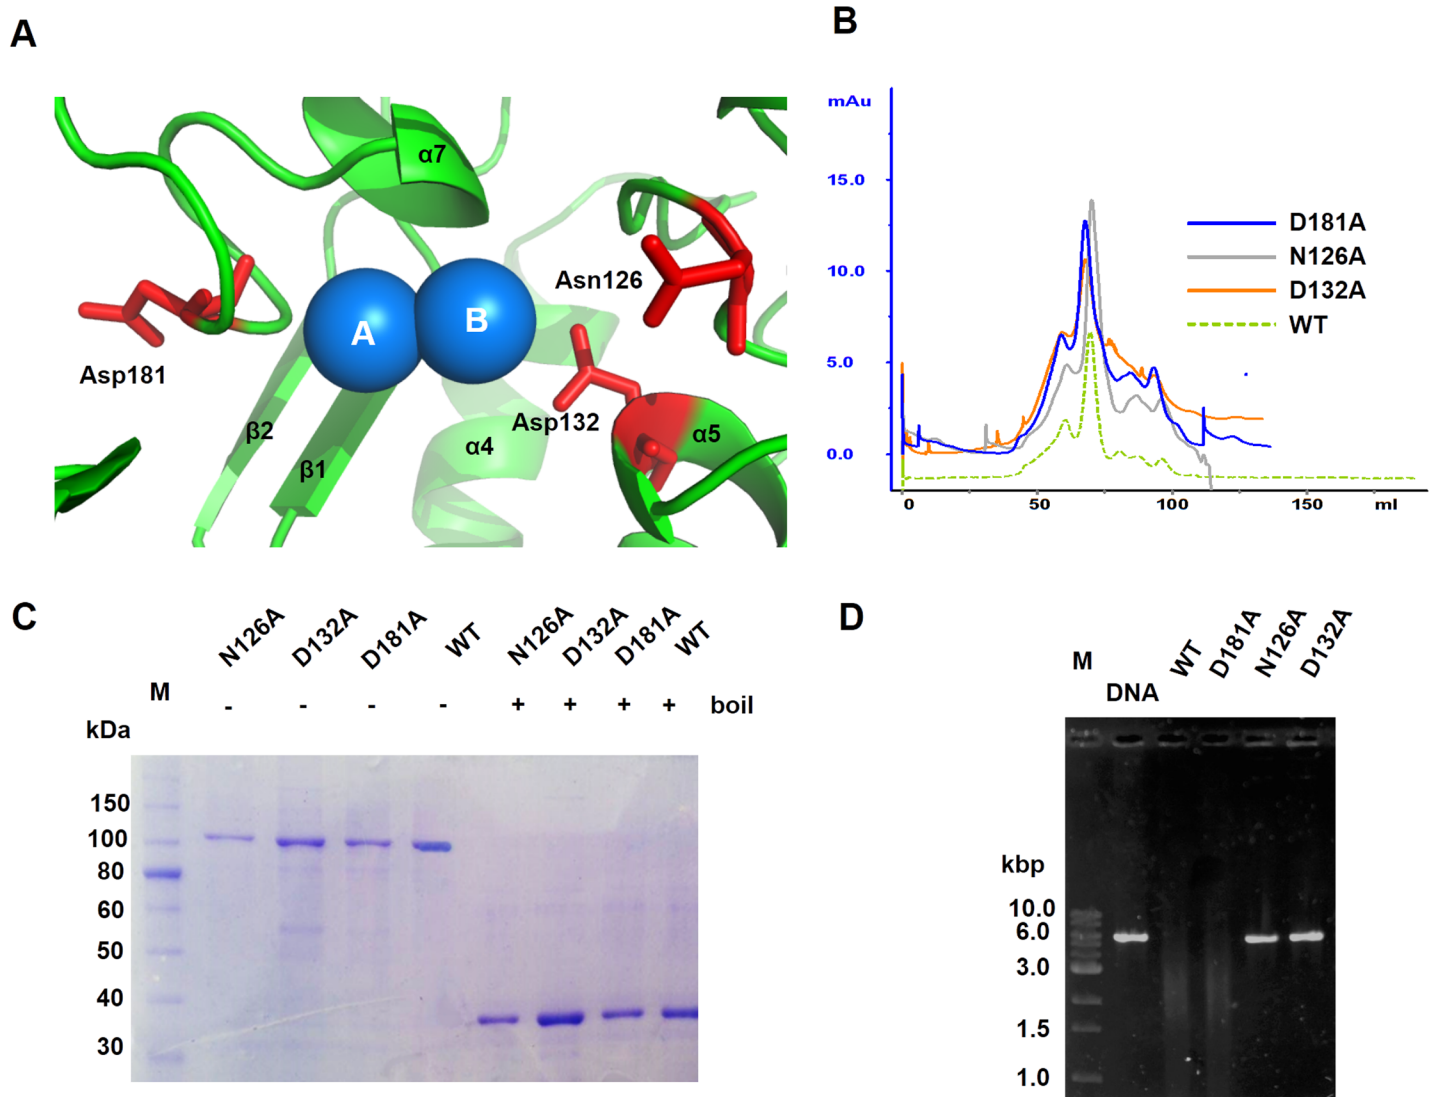 A
α7
Asn126
A
B
Asp181
Asp132
β2
β1
α4
α5
B
mAu
15.0
10.0
5.0
0.0
0 50 100 150 ml
D181A
N126A
D132A
WT
C
N126A D132A D181A WT N126A D132A D181A WT
M - - - - + + + + boil
kDa
150
100
80
60
50
40
30
D
M DNA WT D181A N126A D132A
kbp
10.0
6.0
3.0
1.5
1.0